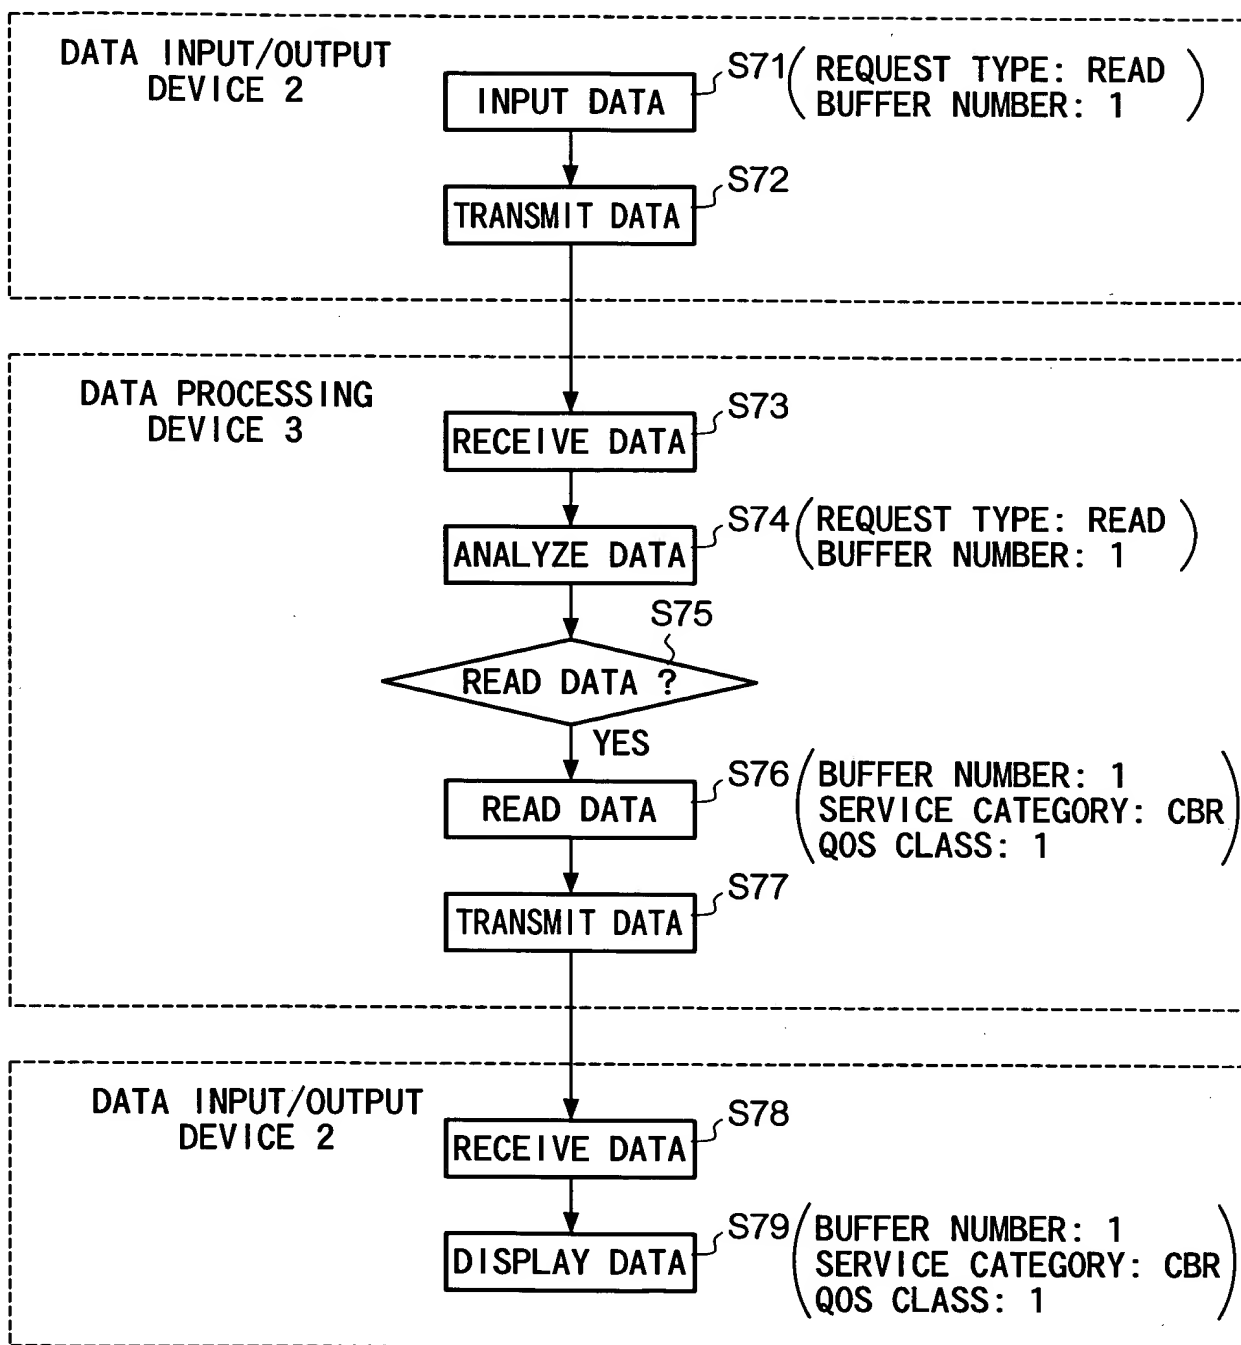 DATA INPUT/OUTPUT
DEVICE 2
INPUT DATA
S71
REQUEST TYPE: READ
BUFFER NUMBER: 1
TRANSMIT DATA
S72
DATA PROCESSING
DEVICE 3
RECEIVE DATA
S73
ANALYZE DATA
S74
REQUEST TYPE: READ
BUFFER NUMBER: 1
S75
READ DATA ?
YES
READ DATA
S76
BUFFER NUMBER: 1
SERVICE CATEGORY: CBR
QOS CLASS: 1
TRANSMIT DATA
S77
DATA INPUT/OUTPUT
DEVICE 2
RECEIVE DATA
S78
DISPLAY DATA
S79
BUFFER NUMBER: 1
SERVICE CATEGORY: CBR
QOS CLASS: 1